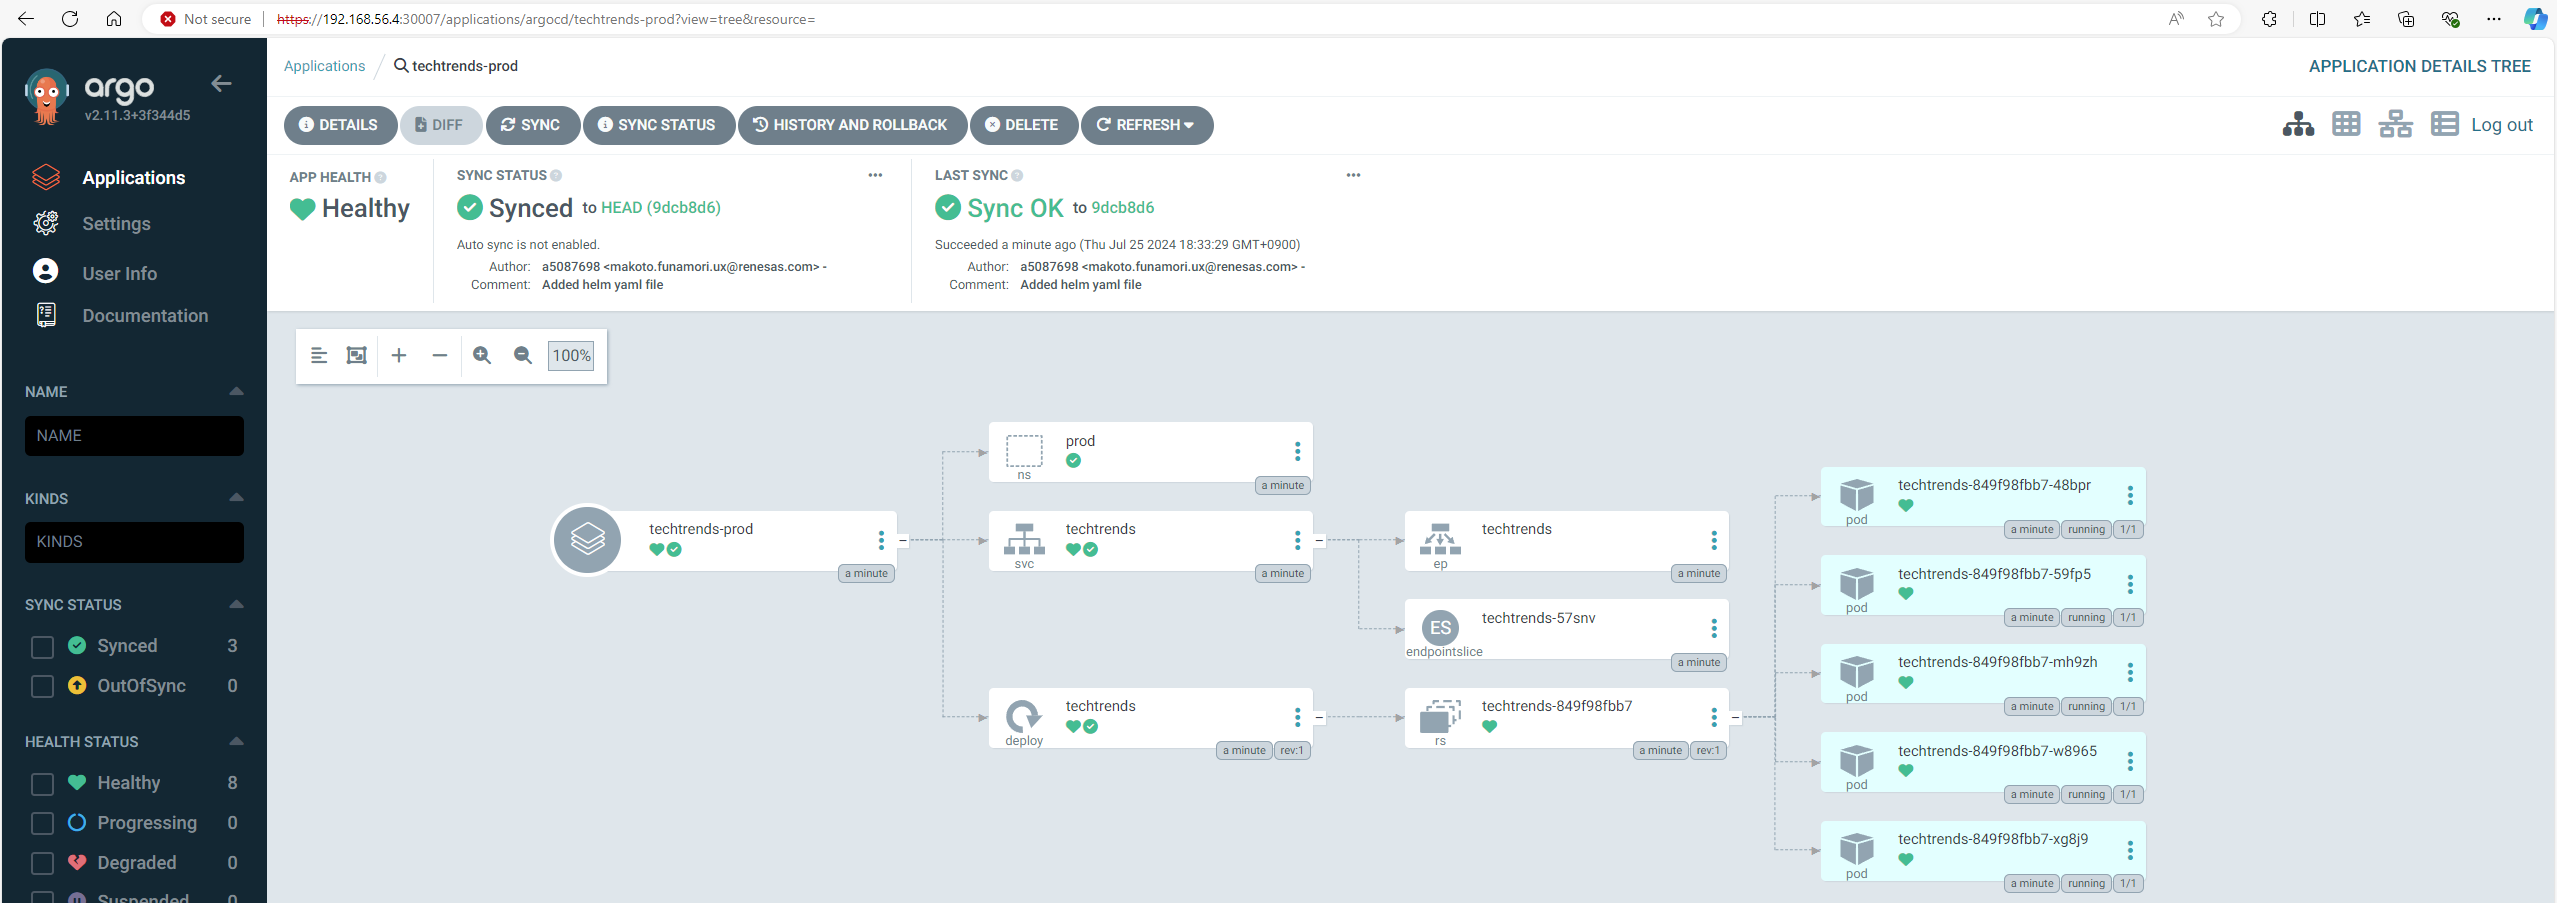 Not secure
https://192.168.56.4:30007/applications/argocd/techtrends-prod?view=tree&resource=
argo
v2.11.3+3f344d5
Applications
Settings
User Info
Documentation
NAME
NAME
KINDS
KINDS
SYNC STATUS
Synced 3
OutOfSync 0
HEALTH STATUS
Healthy 8
Progressing 0
Degraded 0
Suspended 0
Applications / techtrends-prod
APPLICATION DETAILS TREE
DETAILS DIFF SYNC SYNC STATUS HISTORY AND ROLLBACK DELETE REFRESH
Log out
APP HEALTH
Healthy
SYNC STATUS
Synced to HEAD (9dcb8d6)
Auto sync is not enabled.
Author: a5087698 <makoto.funamori.ux@renesas.com> -
Comment: Added helm yaml file
LAST SYNC
Sync OK to 9dcb8d6
Succeeded a minute ago (Thu Jul 25 2024 18:33:29 GMT+0900)
Author: a5087698 <makoto.funamori.ux@renesas.com> -
Comment: Added helm yaml file
100%
techtrends-prod
a minute
prod
ns
a minute
techtrends
svc
a minute
techtrends
deploy
a minute rev:1
techtrends
ep
a minute
ES
techtrends-57snv
endpointslice
a minute
techtrends-849f98fbb7
rs
a minute rev:1
techtrends-849f98fbb7-48bpr
pod
a minute running 1/1
techtrends-849f98fbb7-59fp5
pod
a minute running 1/1
techtrends-849f98fbb7-mh9zh
pod
a minute running 1/1
techtrends-849f98fbb7-w8965
pod
a minute running 1/1
techtrends-849f98fbb7-xg8j9
pod
a minute running 1/1